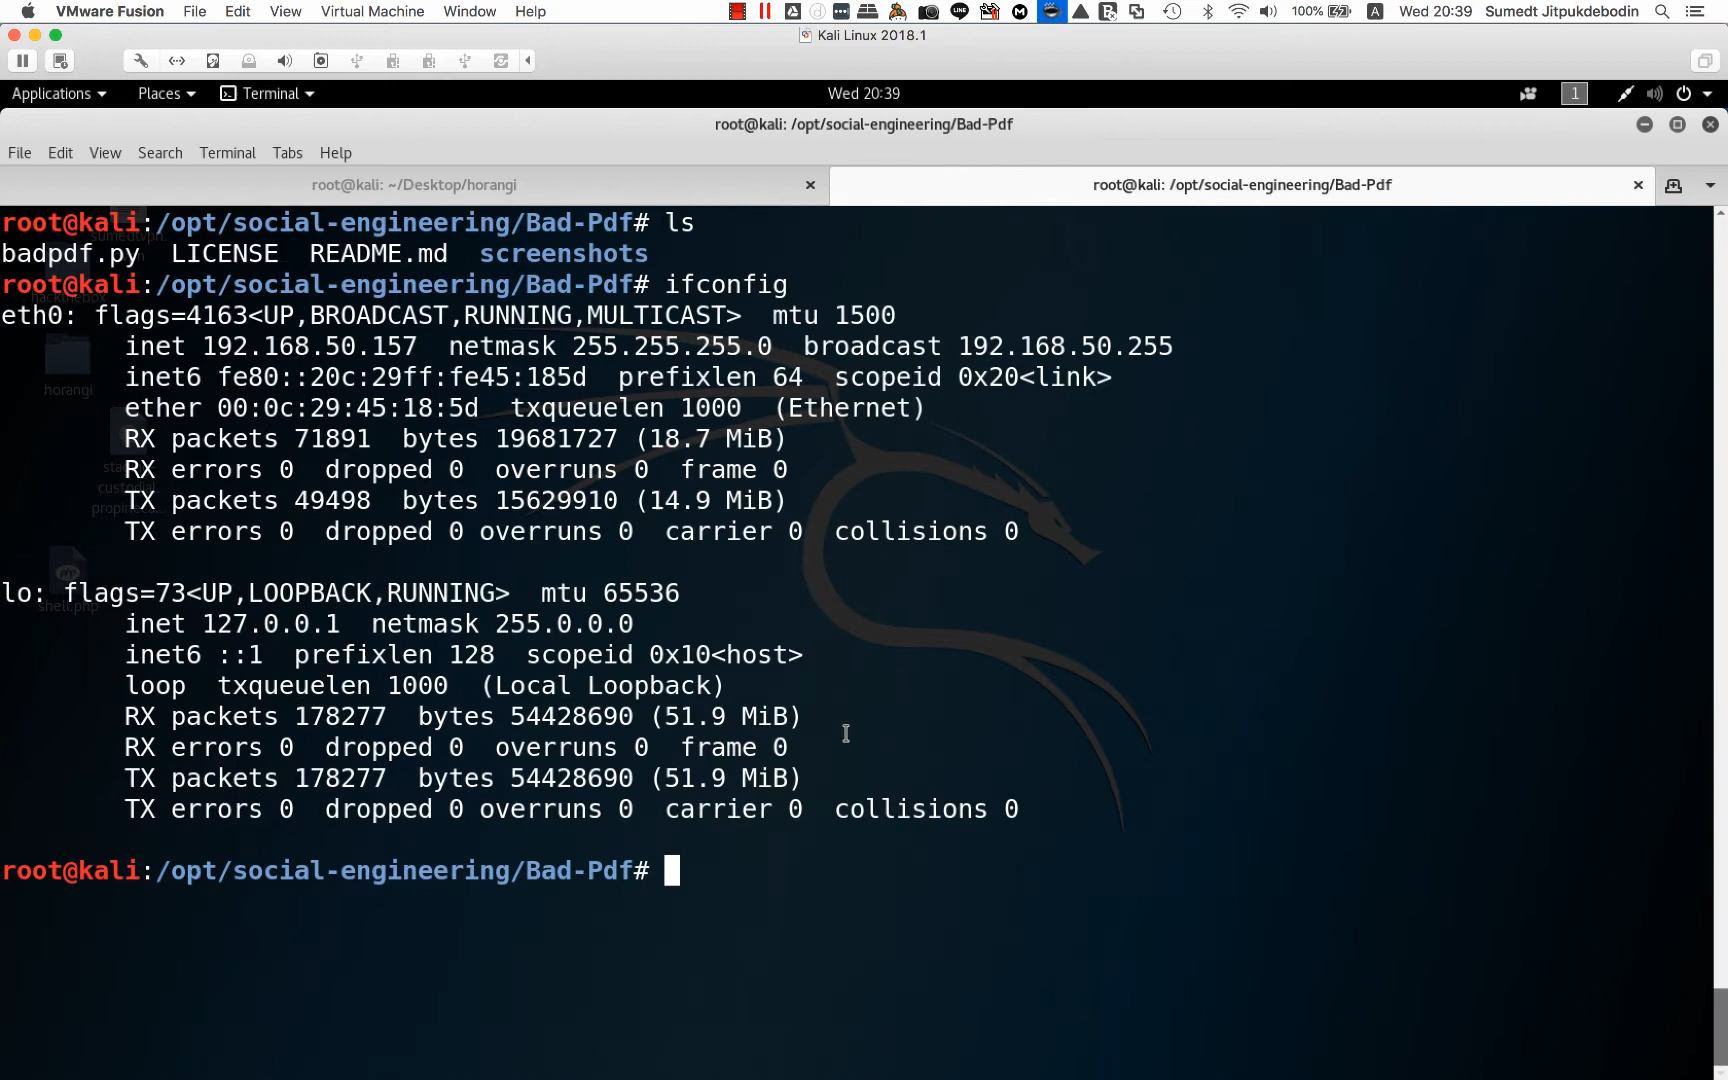 VMware Fusion File Edit View Virtual Machine Window Help 100% A Wed 20:39 Sumedt Jitpukdebodin
Kali Linux 2018.1
Applications Places Terminal Wed 20:39 1
root@kali: /opt/social-engineering/Bad-Pdf
File Edit View Search Terminal Tabs Help
root@kali: ~/Desktop/horangi root@kali: /opt/social-engineering/Bad-Pdf
root@kali:/opt/social-engineering/Bad-Pdf# ls
badpdf.py LICENSE README.md screenshots
root@kali:/opt/social-engineering/Bad-Pdf# ifconfig
eth0: flags=4163<UP,BROADCAST,RUNNING,MULTICAST> mtu 1500
inet 192.168.50.157 netmask 255.255.255.0 broadcast 192.168.50.255
inet6 fe80::20c:29ff:fe45:185d prefixlen 64 scopeid 0x20<link>
horangi
ether 00:0c:29:45:18:5d txqueuelen 1000 (Ethernet)
RX packets 71891 bytes 19681727 (18.7 MiB)
RX errors 0 dropped 0 overruns 0 frame 0
custodial
TX packets 49498 bytes 15629910 (14.9 MiB)
TX errors 0 dropped 0 overruns 0 carrier 0 collisions 0
lo: flags=73<UP,LOOPBACK,RUNNING> mtu 65536
shell.php
inet 127.0.0.1 netmask 255.0.0.0
inet6 ::1 prefixlen 128 scopeid 0x10<host>
loop txqueuelen 1000 (Local Loopback)
RX packets 178277 bytes 54428690 (51.9 MiB)
RX errors 0 dropped 0 overruns 0 frame 0
TX packets 178277 bytes 54428690 (51.9 MiB)
TX errors 0 dropped 0 overruns 0 carrier 0 collisions 0
root@kali:/opt/social-engineering/Bad-Pdf#